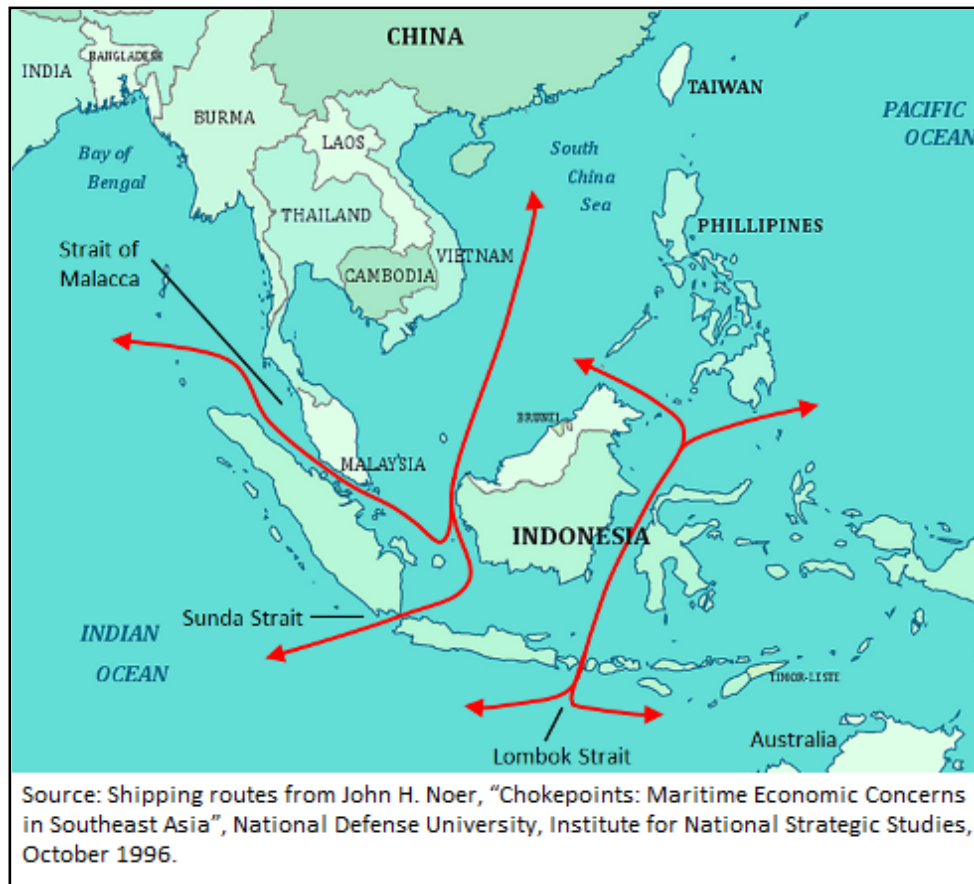 CHINA
TAIWAN
PACIFIC
OCEAN
INDIA
BANGLADESH
BURMA
LAOS
Bay of
Bengal
South
China
Sea
THAILAND
PHILLIPINES
Strait of
Malacca
VIETNAM
CAMBODIA
BRUNEI
MALAYSIA
INDONESIA
Sunda Strait
INDIAN
OCEAN
TIMOR-LESTE
Lombok Strait
Australia
Source: Shipping routes from John H. Noer, “Chokepoints: Maritime Economic Concerns
in Southeast Asia”, National Defense University, Institute for National Strategic Studies,
October 1996.